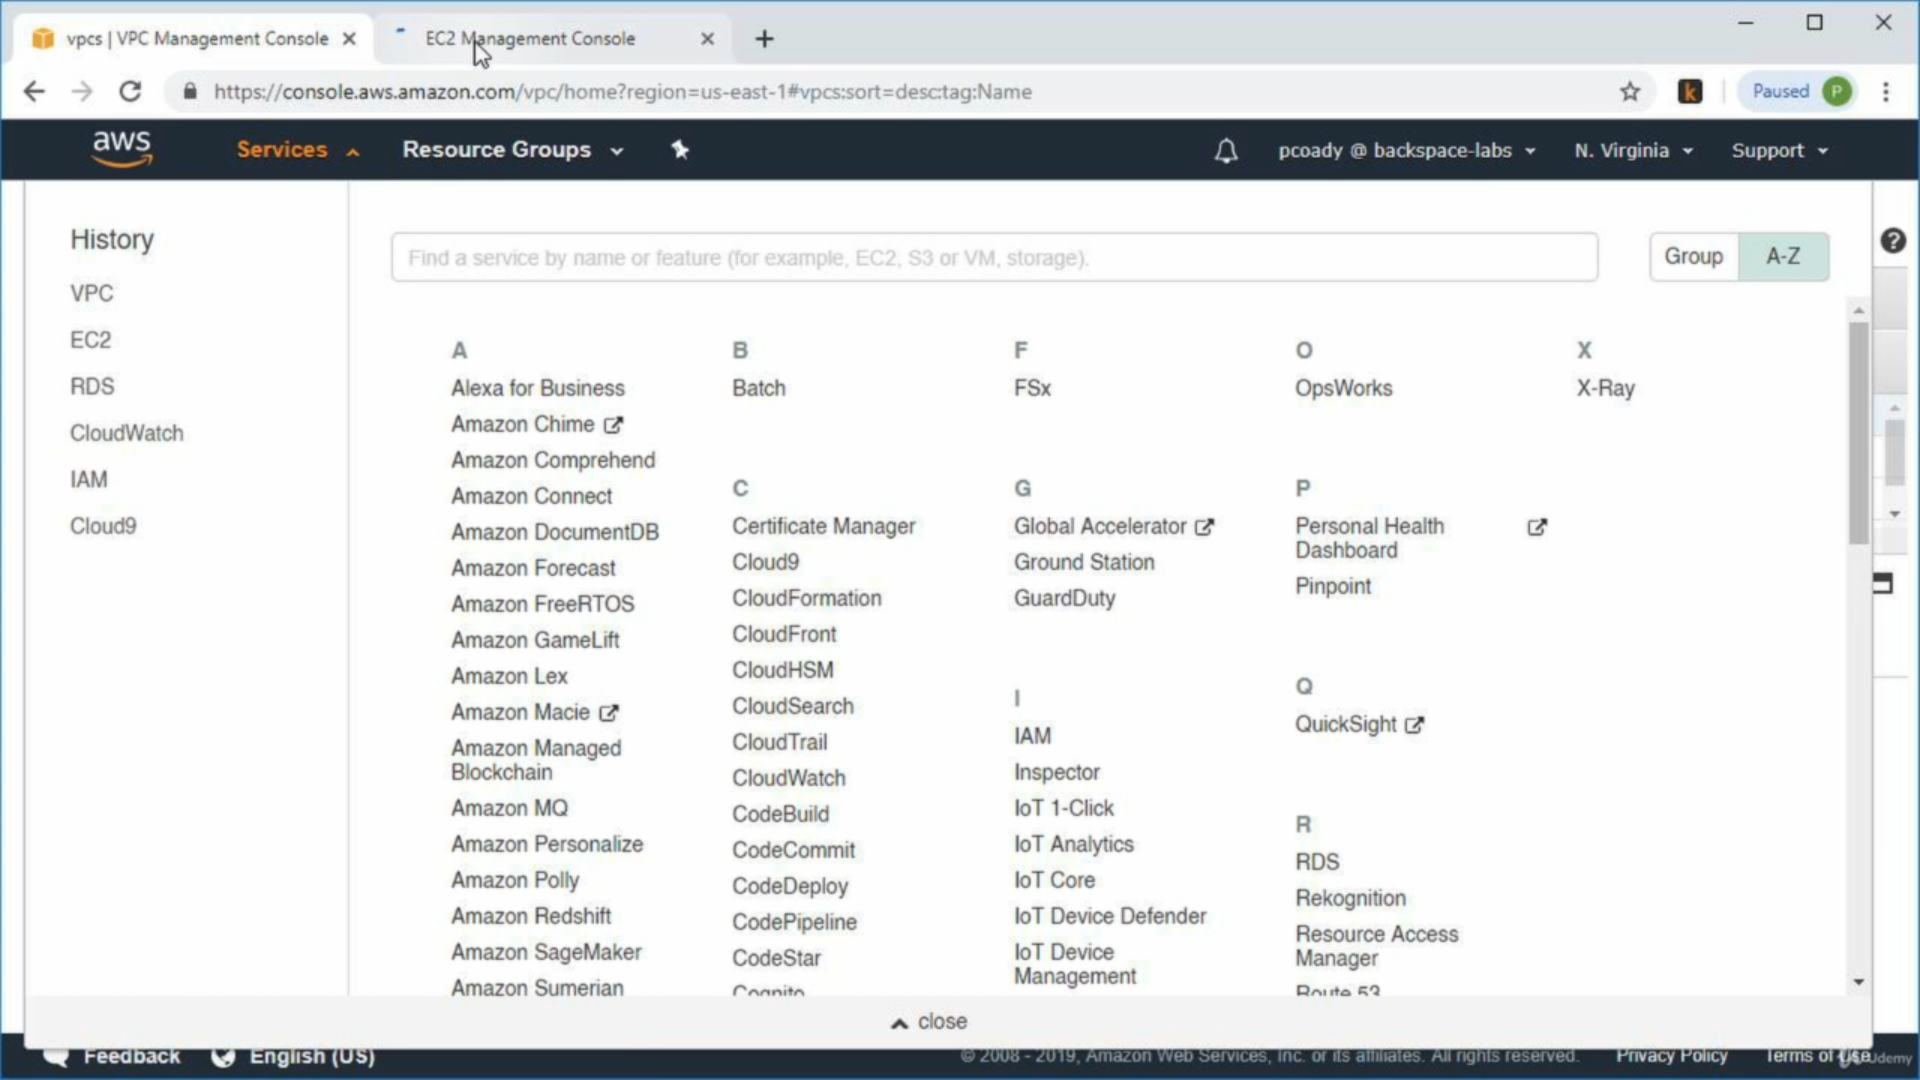 vpcs | VPC Management Console
EC2 Management Console
https://console.aws.amazon.com/vpc/home?region=us-east-1#vpcs:sort=desc:tag:Name
k
Paused
P
aws
Services
Resource Groups
pcoady @ backspace-labs
N. Virginia
Support
History
VPC
EC2
RDS
CloudWatch
IAM
Cloud9
Find a service by name or feature (for example, EC2, S3 or VM, storage).
Group
A-Z
?
A
Alexa for Business
Amazon Chime
Amazon Comprehend
Amazon Connect
Amazon DocumentDB
Amazon Forecast
Amazon FreeRTOS
Amazon GameLift
Amazon Lex
Amazon Macie
Amazon Managed
Blockchain
Amazon MQ
Amazon Personalize
Amazon Polly
Amazon Redshift
Amazon SageMaker
Amazon Sumerian
B
Batch
C
Certificate Manager
Cloud9
CloudFormation
CloudFront
CloudHSM
CloudSearch
CloudTrail
CloudWatch
CodeBuild
CodeCommit
CodeDeploy
CodePipeline
CodeStar
Cognito
F
FSx
G
Global Accelerator
Ground Station
GuardDuty
I
IAM
Inspector
IoT 1-Click
IoT Analytics
IoT Core
IoT Device Defender
IoT Device
Management
O
OpsWorks
P
Personal Health
Dashboard
Pinpoint
Q
QuickSight
R
RDS
Rekognition
Resource Access
Manager
Route 53
X
X-Ray
close
Feedback
English (US)
© 2008 - 2019, Amazon Web Services, Inc. or its affiliates. All rights reserved.
Privacy Policy
Terms of Use
Udemy